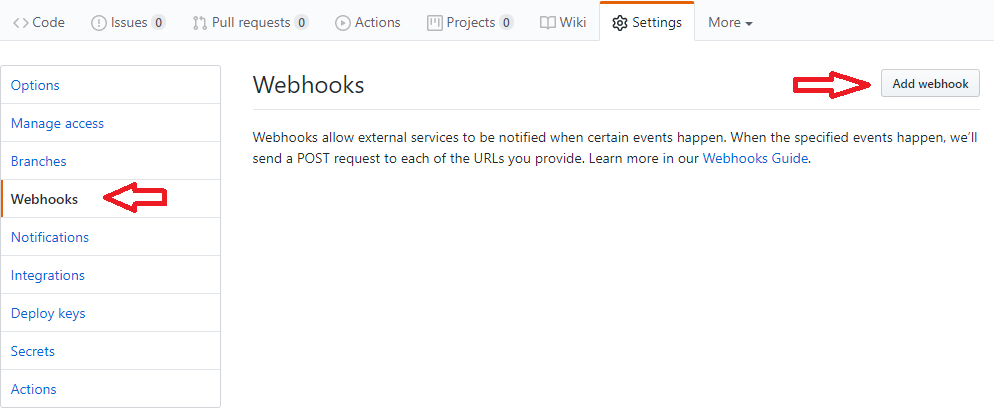 Code Issues 0 Pull requests 0 Actions Projects 0 Wiki Settings More
Options
Manage access
Branches
Webhooks
Notifications
Integrations
Deploy keys
Secrets
Actions
Webhooks
Add webhook
Webhooks allow external services to be notified when certain events happen. When the specified events happen, we'll
send a POST request to each of the URLs you provide. Learn more in our Webhooks Guide.